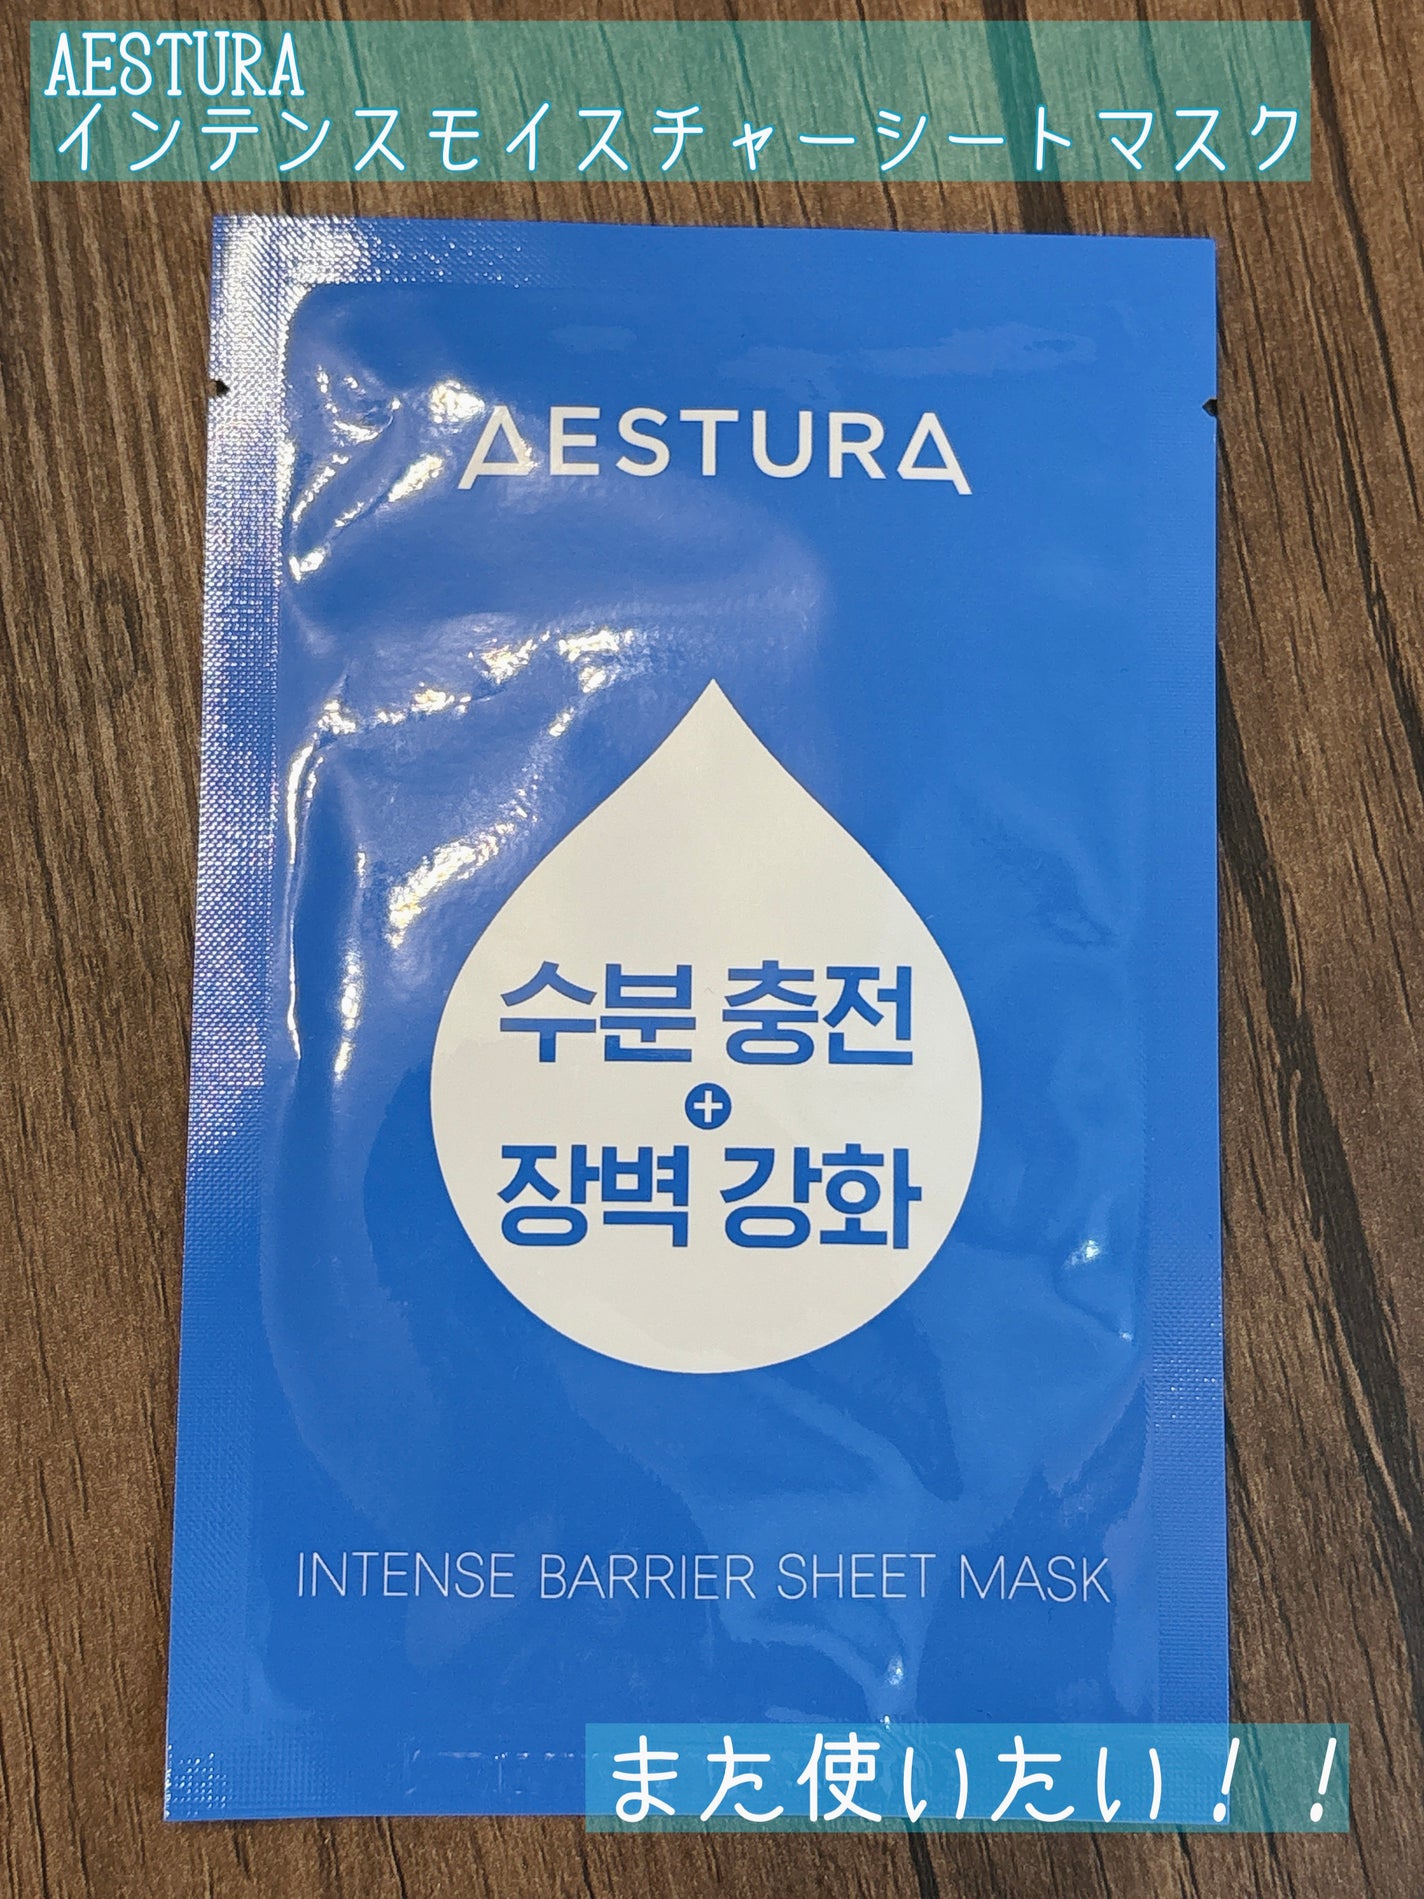 AESTURA
インテンスモイスチャーシートマスク
AESTURA
수분 충전
+
장벽 강화
INTENSE BARRIER SHEET MASK
また使いたい！！